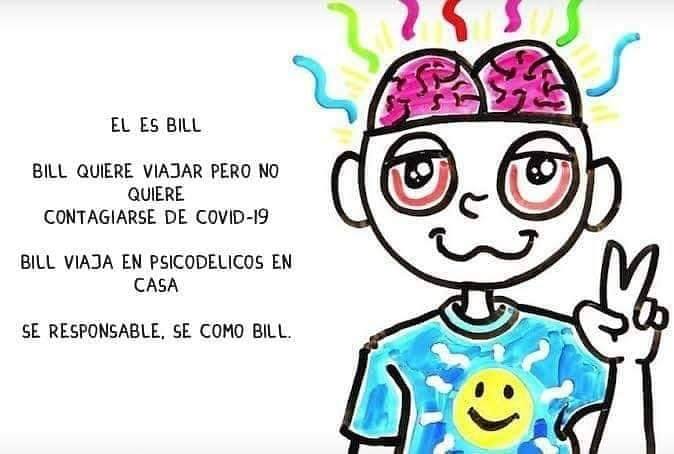 EL ES BILL
BILL QUIERE VIAJAR PERO NO
QUIERE
CONTAGIARSE DE COVID-19
BILL VIAJA EN PSICODELICOS EN
CASA
SE RESPONSABLE, SE COMO BILL.